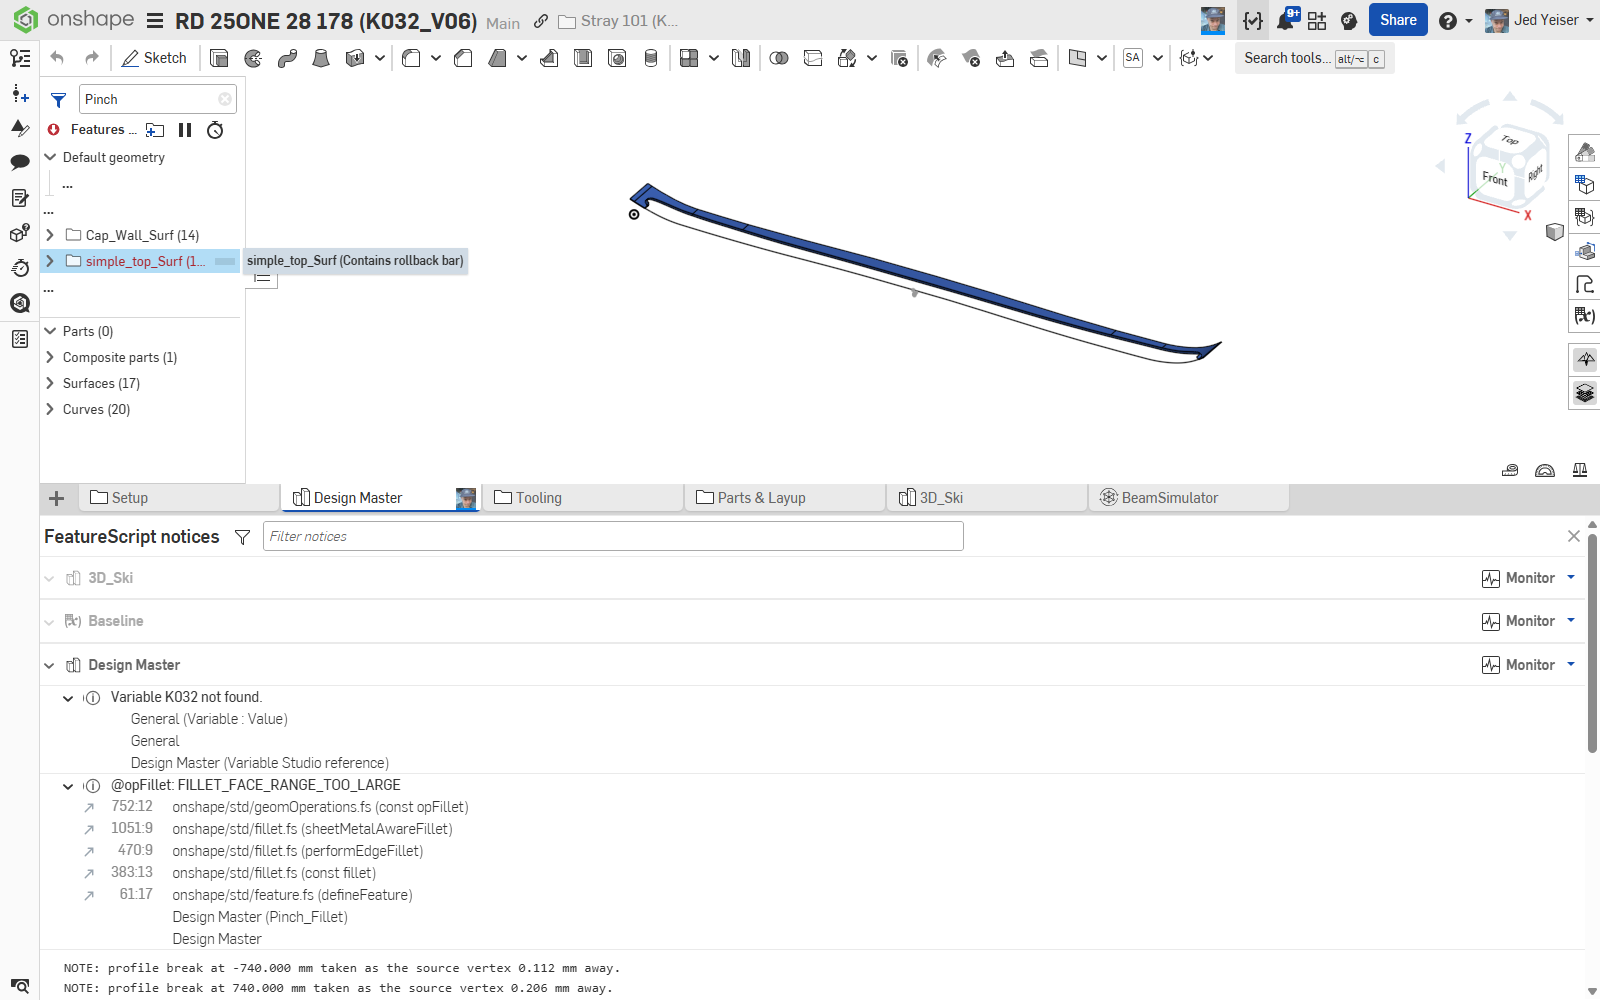 onshape RD 25ONE 28 178 (K032_V06) Main Stray 101 (K... 9+ Share Jed Yeiser
Sketch SA Search tools... alt/⌥ c
Pinch
Features ...
Default geometry
...
...
Cap_Wall_Surf (14)
simple_top_Surf (1... simple_top_Surf (Contains rollback bar)
...
Parts (0)
Composite parts (1)
Surfaces (17)
Curves (20)
Top
Front
Right
Z
Y
X
Setup Design Master Tooling Parts & Layup 3D_Ski BeamSimulator
FeatureScript notices Filter notices
3D_Ski Monitor
Baseline Monitor
Design Master Monitor
Variable K032 not found.
General (Variable : Value)
General
Design Master (Variable Studio reference)
@opFillet: FILLET_FACE_RANGE_TOO_LARGE
752:12 onshape/std/geomOperations.fs (const opFillet)
1051:9 onshape/std/fillet.fs (sheetMetalAwareFillet)
470:9 onshape/std/fillet.fs (performEdgeFillet)
383:13 onshape/std/fillet.fs (const fillet)
61:17 onshape/std/feature.fs (defineFeature)
Design Master (Pinch_Fillet)
Design Master
NOTE: profile break at -740.000 mm taken as the source vertex 0.112 mm away.
NOTE: profile break at 740.000 mm taken as the source vertex 0.206 mm away.